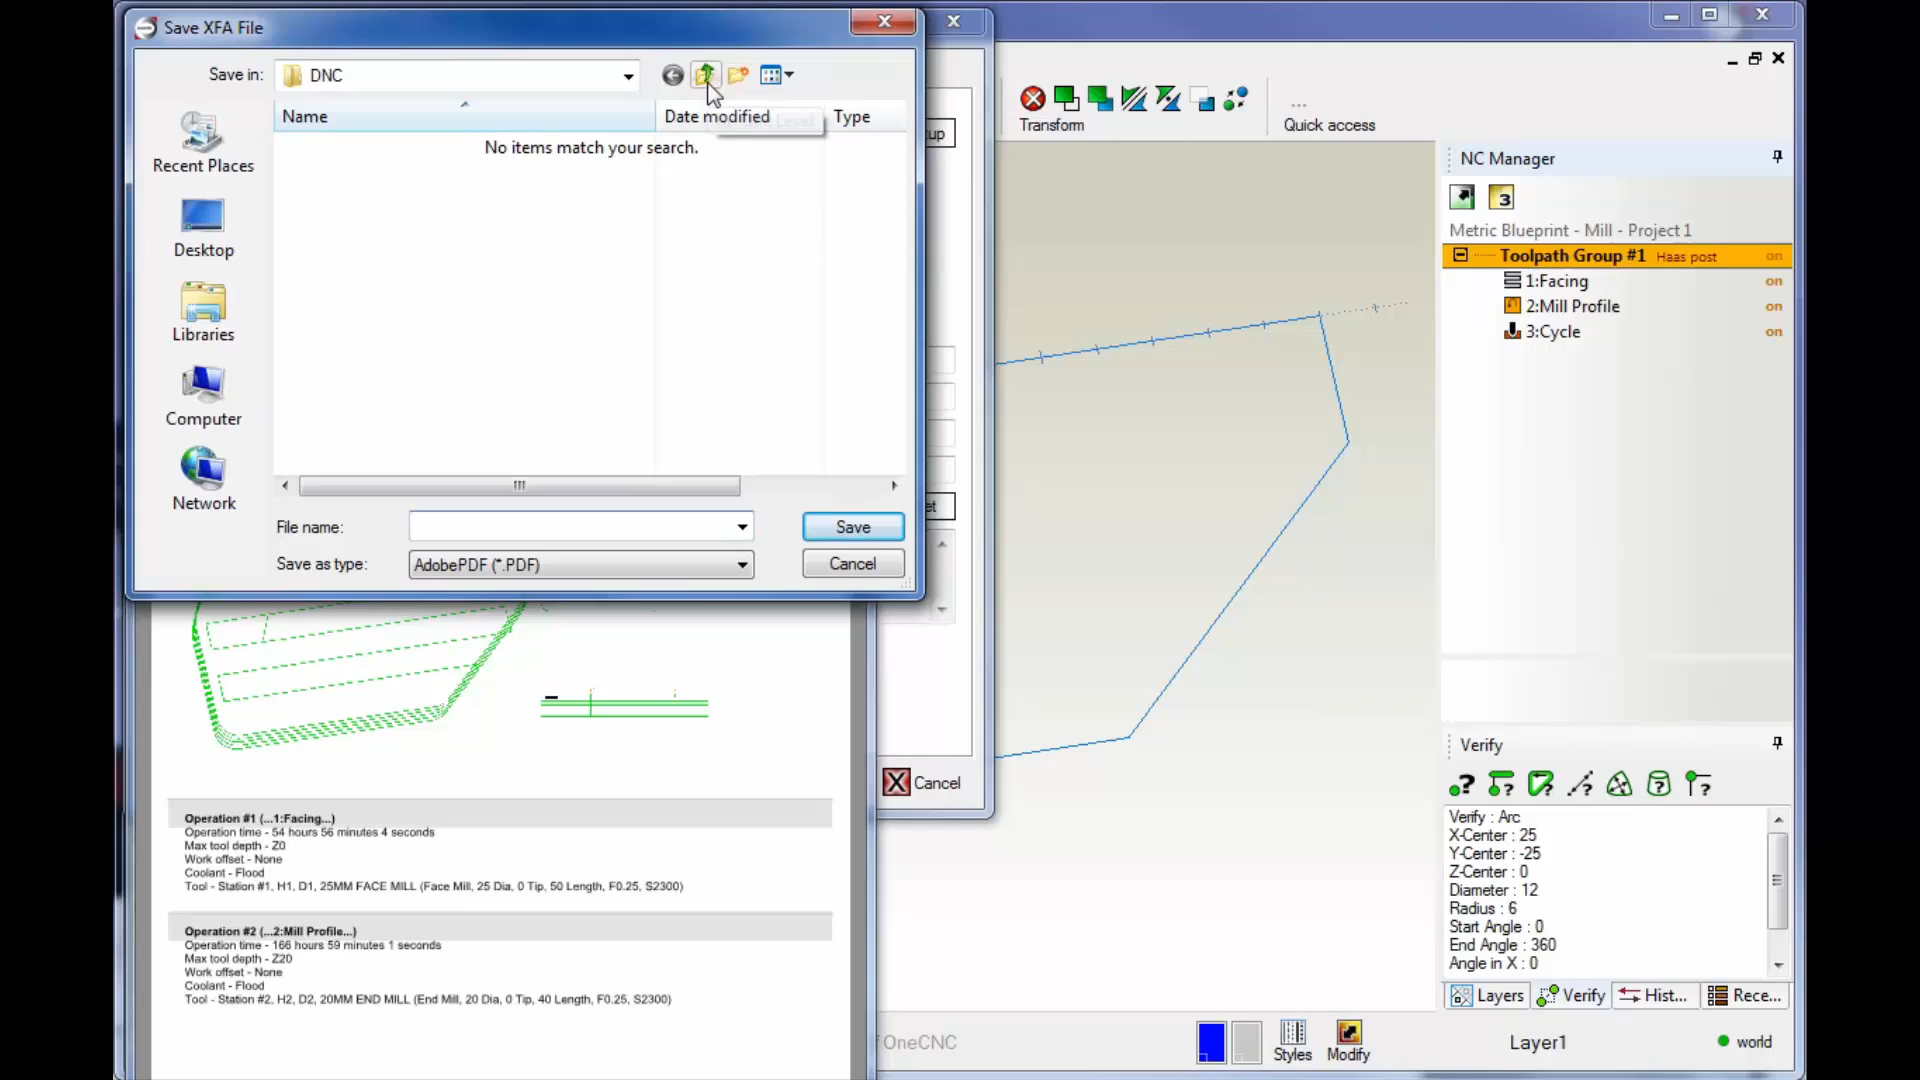 Save XFA File
Save in:
DNC
Name
Date modified
Type
No items match your search.
Recent Places
Desktop
Libraries
Computer
Network
File name:
Save
Save as type:
AdobePDF (*.PDF)
Cancel
Transform
...
Quick access
NC Manager
3
Metric Blueprint - Mill - Project 1
Toolpath Group #1 Haas post on
1:Facing on
2:Mill Profile on
3:Cycle on
Cancel
Operation #1 (...1:Facing...)
Operation time - 54 hours 56 minutes 4 seconds
Max tool depth - Z0
Work offset - None
Coolant - Flood
Tool - Station #1, H1, D1, 25MM FACE MILL (Face Mill, 25 Dia, 0 Tip, 50 Length, F0.25, S2300)
Operation #2 (...2:Mill Profile...)
Operation time - 166 hours 59 minutes 1 seconds
Max tool depth - Z20
Work offset - None
Coolant - Flood
Tool - Station #2, H2, D2, 20MM END MILL (End Mill, 20 Dia, 0 Tip, 40 Length, F0.25, S2300)
Verify
Verify : Arc
X-Center : 25
Y-Center : -25
Z-Center : 0
Diameter : 12
Radius : 6
Start Angle : 0
End Angle : 360
Angle in X : 0
Layers
Verify
Hist...
Rece...
OneCNC
Styles
Modify
Layer1
world